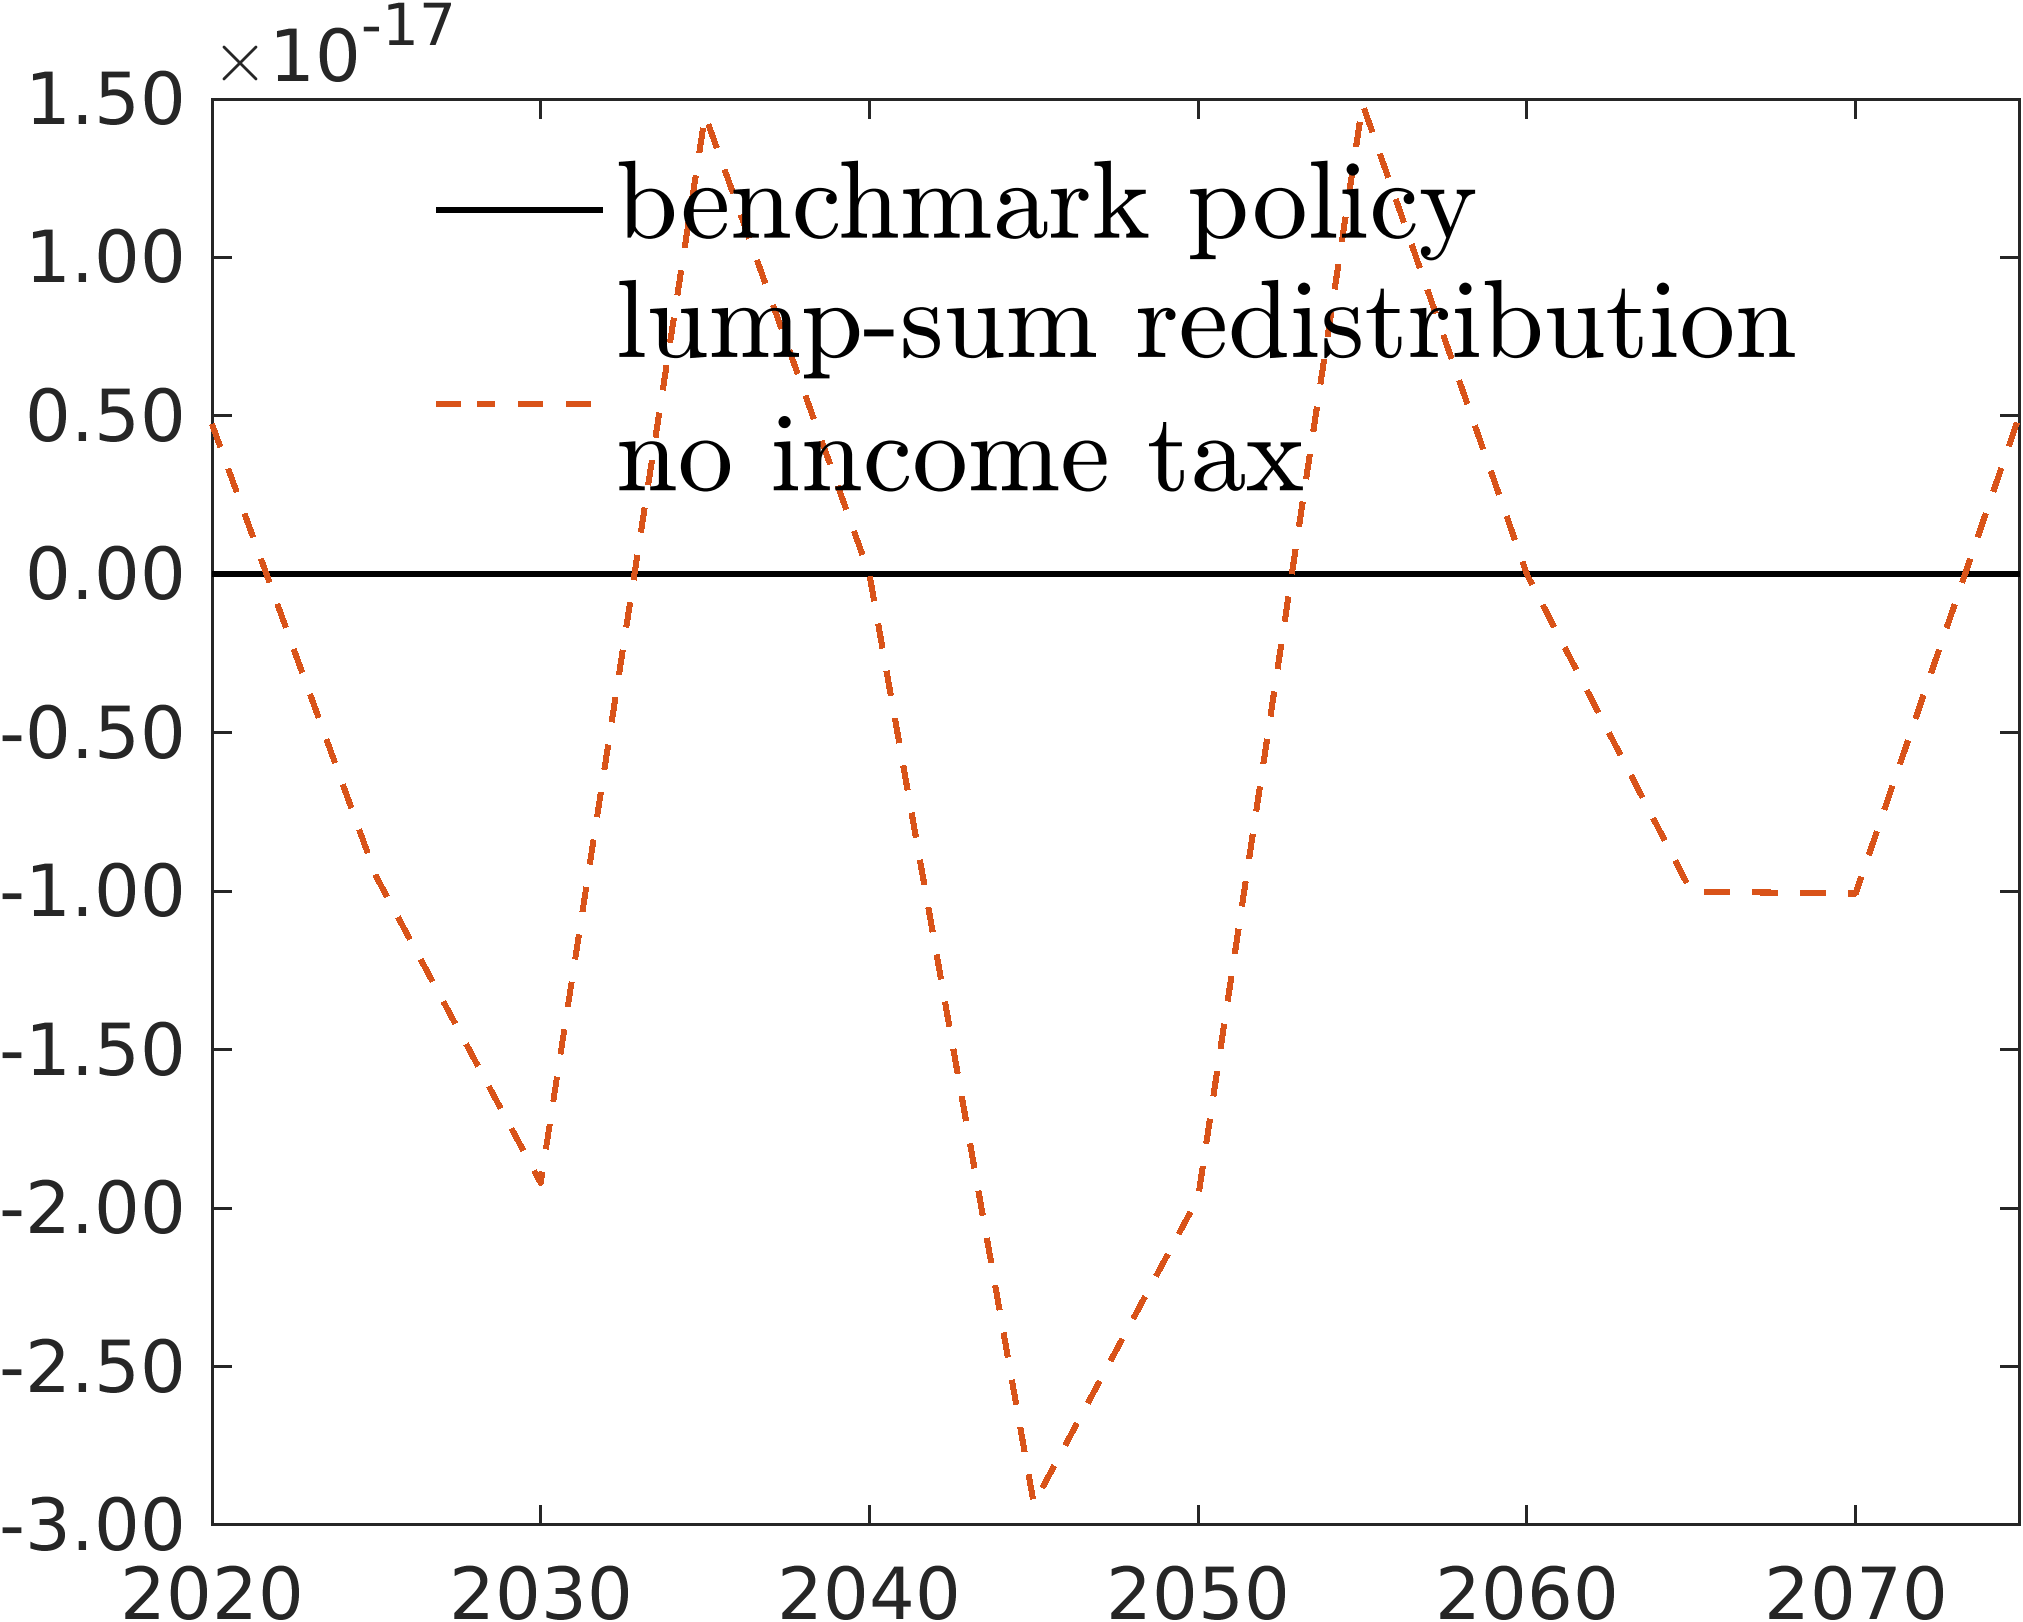 ×10^-17
1.50
benchmark policy
1.00
lump-sum redistribution
0.50
no income tax
0.00
-0.50
-1.00
-1.50
-2.00
-2.50
-3.00
2020 2030 2040 2050 2060 2070